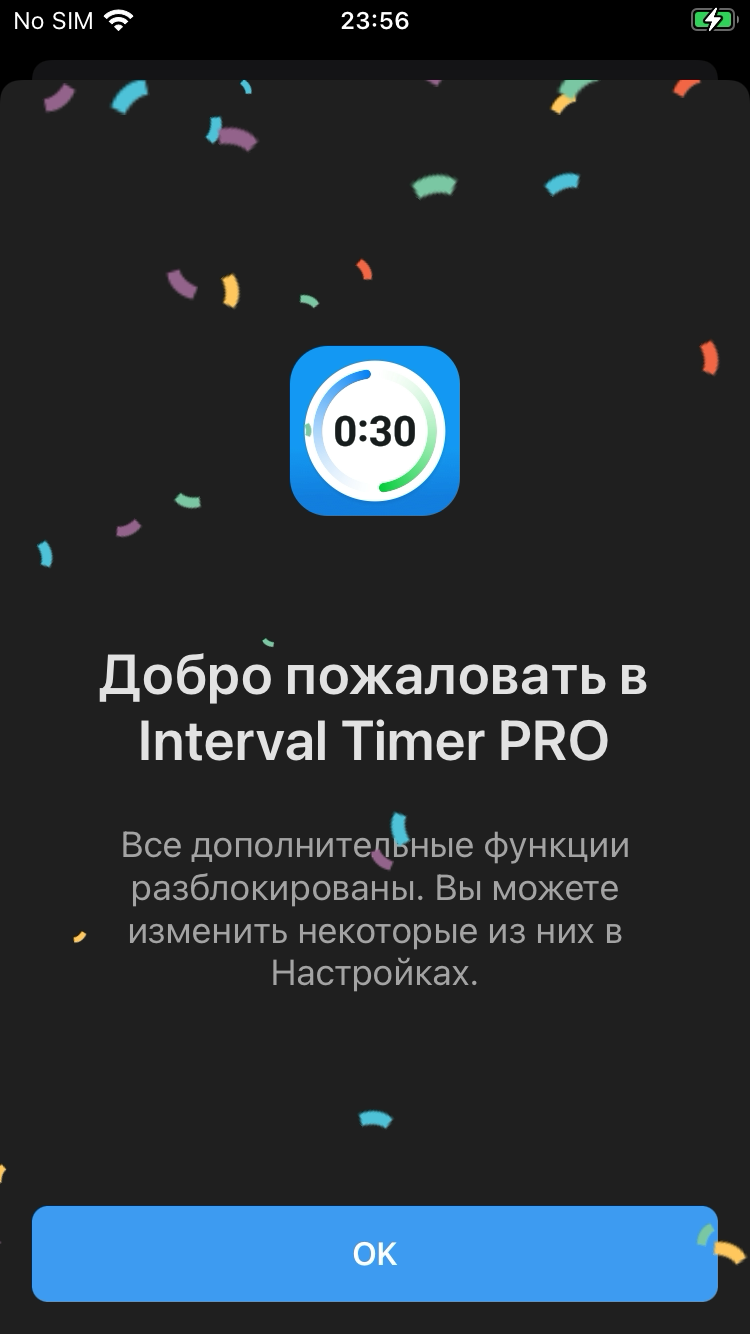 No SIM 23:56
0:30
Добро пожаловать в
Interval Timer PRO
Все дополнительные функции
разблокированы. Вы можете
изменить некоторые из них в
Настройках.
OK